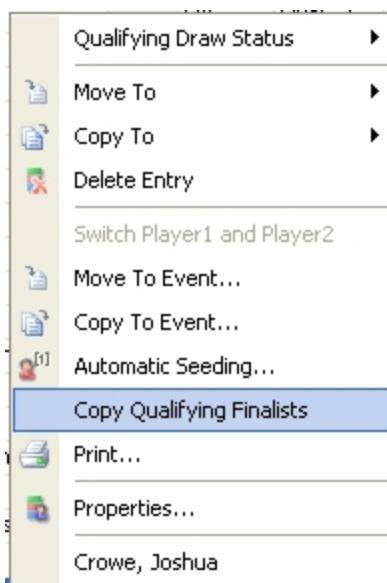 Qualifying Draw Status
Move To
Copy To
Delete Entry
Switch Player1 and Player2
Move To Event...
Copy To Event...
[1]
Automatic Seeding...
Copy Qualifying Finalists
Print...
Properties...
Crowe, Joshua